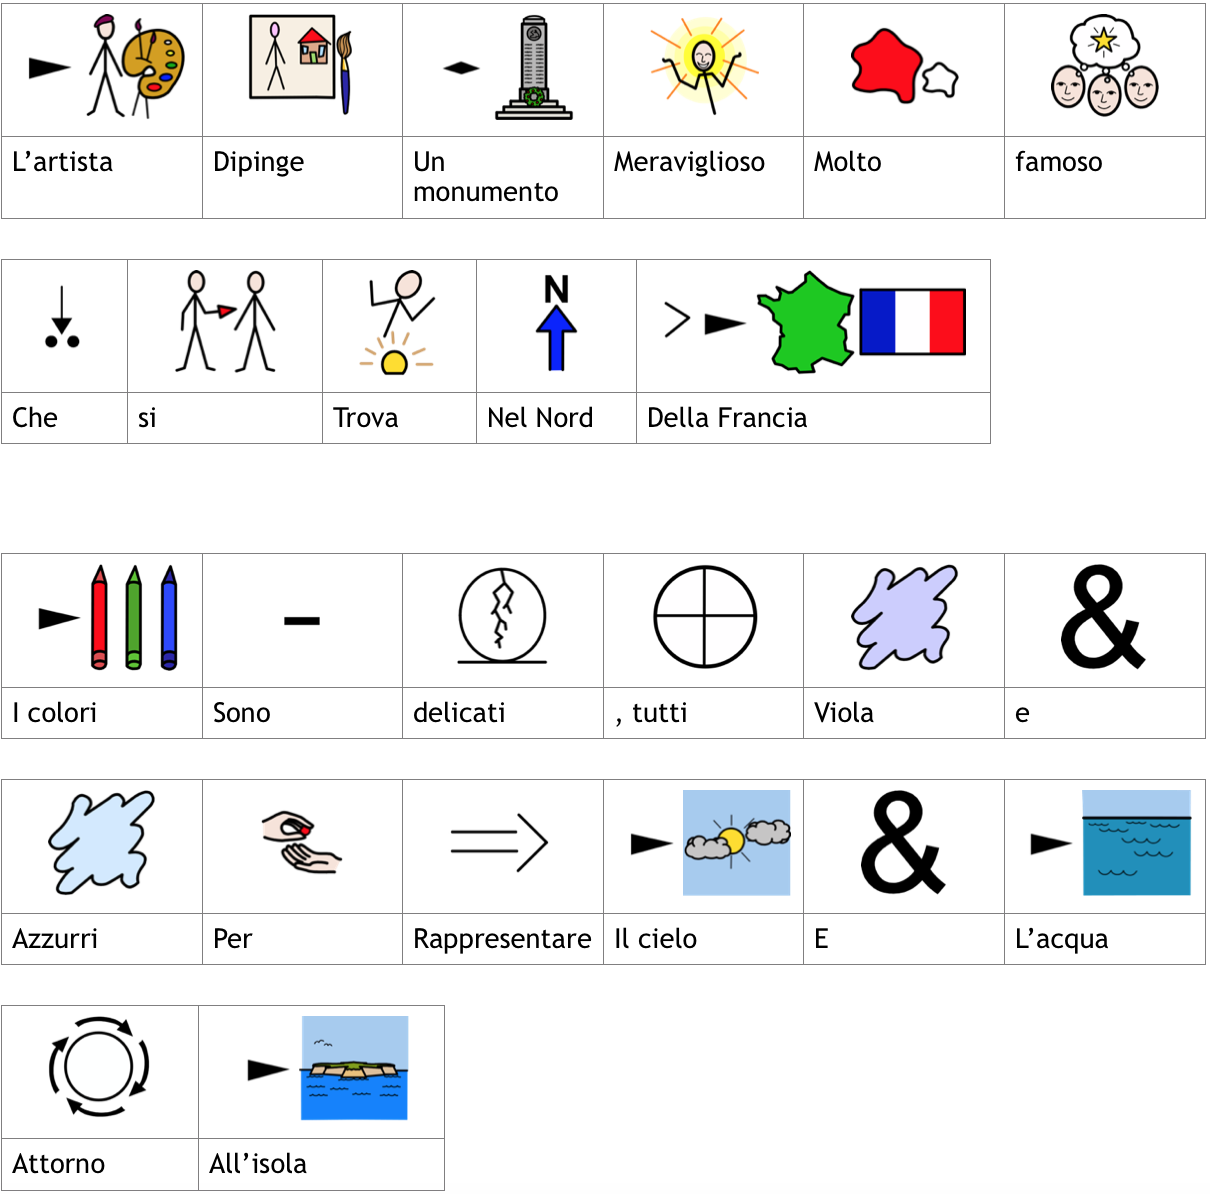 L’artista Dipinge Un monumento Meraviglioso Molto famoso
N
Che si Trova Nel Nord Della Francia
&
I colori Sono delicati , tutti Viola e
&
Azzurri Per Rappresentare Il cielo E L’acqua
Attorno All’isola